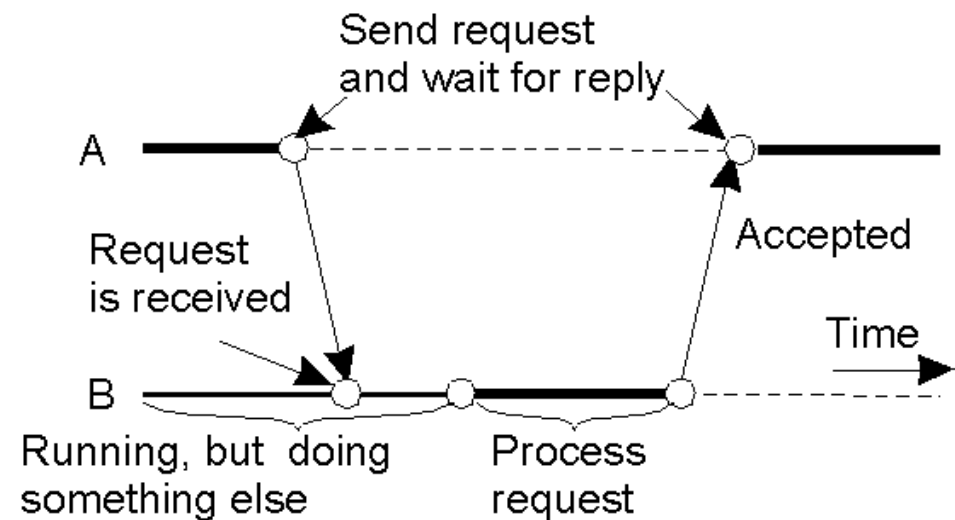 Send request
and wait for reply
A
Request
is received
Accepted
Time
B
Running, but doing
something else
Process
request